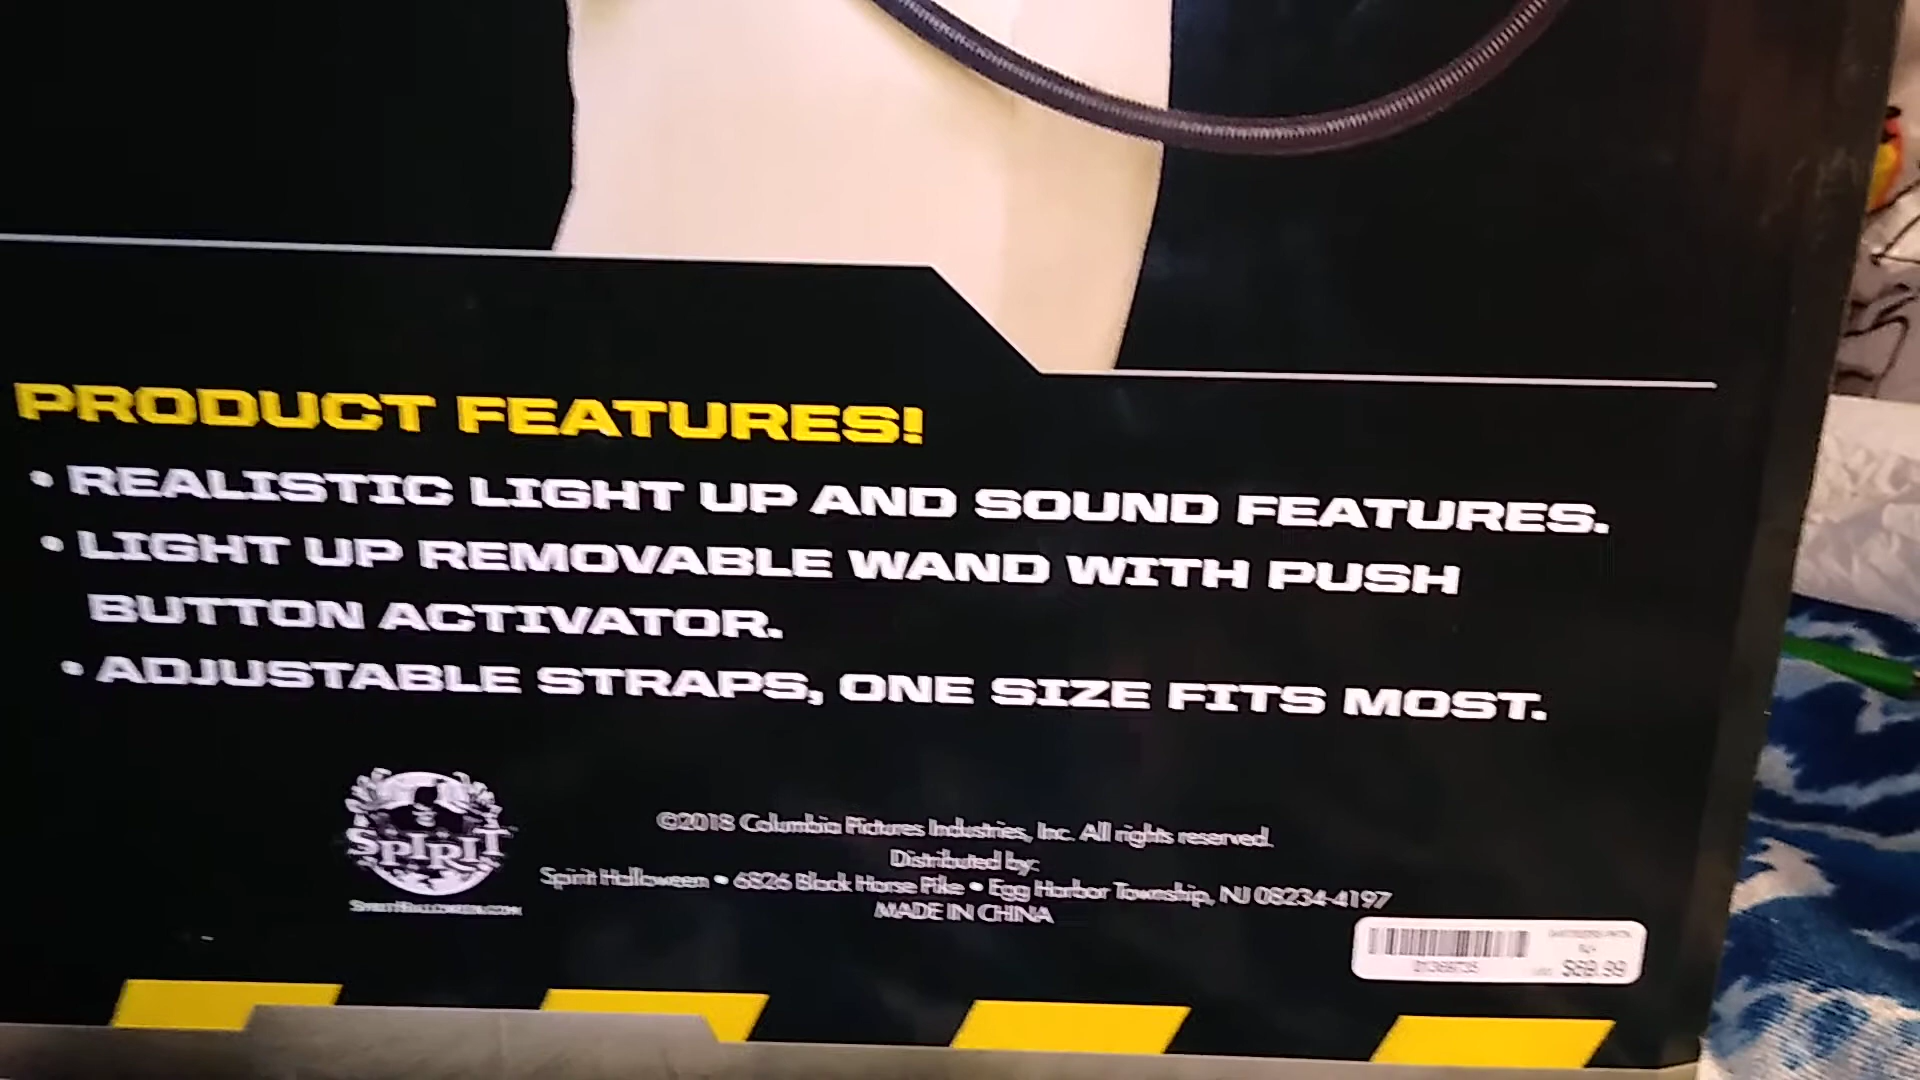 PRODUCT FEATURES!
• REALISTIC LIGHT UP AND SOUND FEATURES.
• LIGHT UP REMOVABLE WAND WITH PUSH
BUTTON ACTIVATOR.
• ADJUSTABLE STRAPS, ONE SIZE FITS MOST.
SPIRIT
SPIRITHALLOWEEN.COM
©2018 Columbia Pictures Industries, Inc. All rights reserved.
Distributed by:
Spirit Halloween • 6826 Black Horse Pike • Egg Harbor Township, NJ 08234-4197
MADE IN CHINA
$69.99